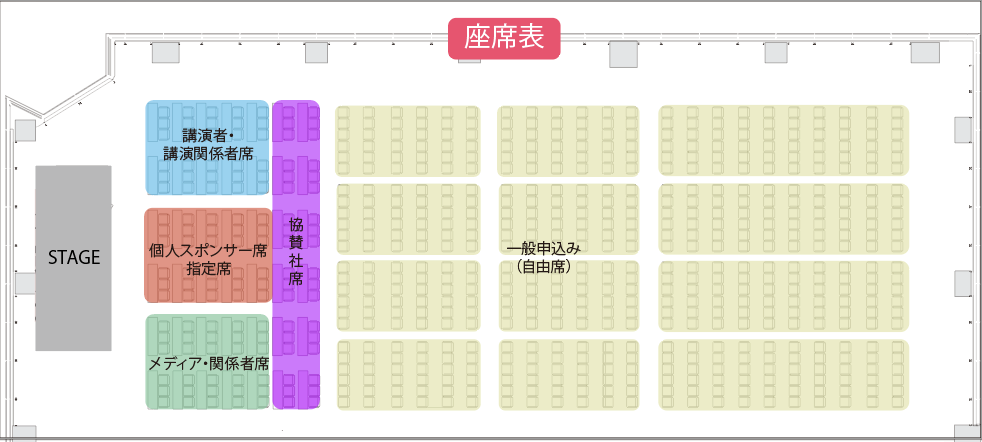 座席表
講演者・
講演関係者席
STAGE
個人スポンサー席
指定席
協賛社席
一般申込み
（自由席）
メディア・関係者席